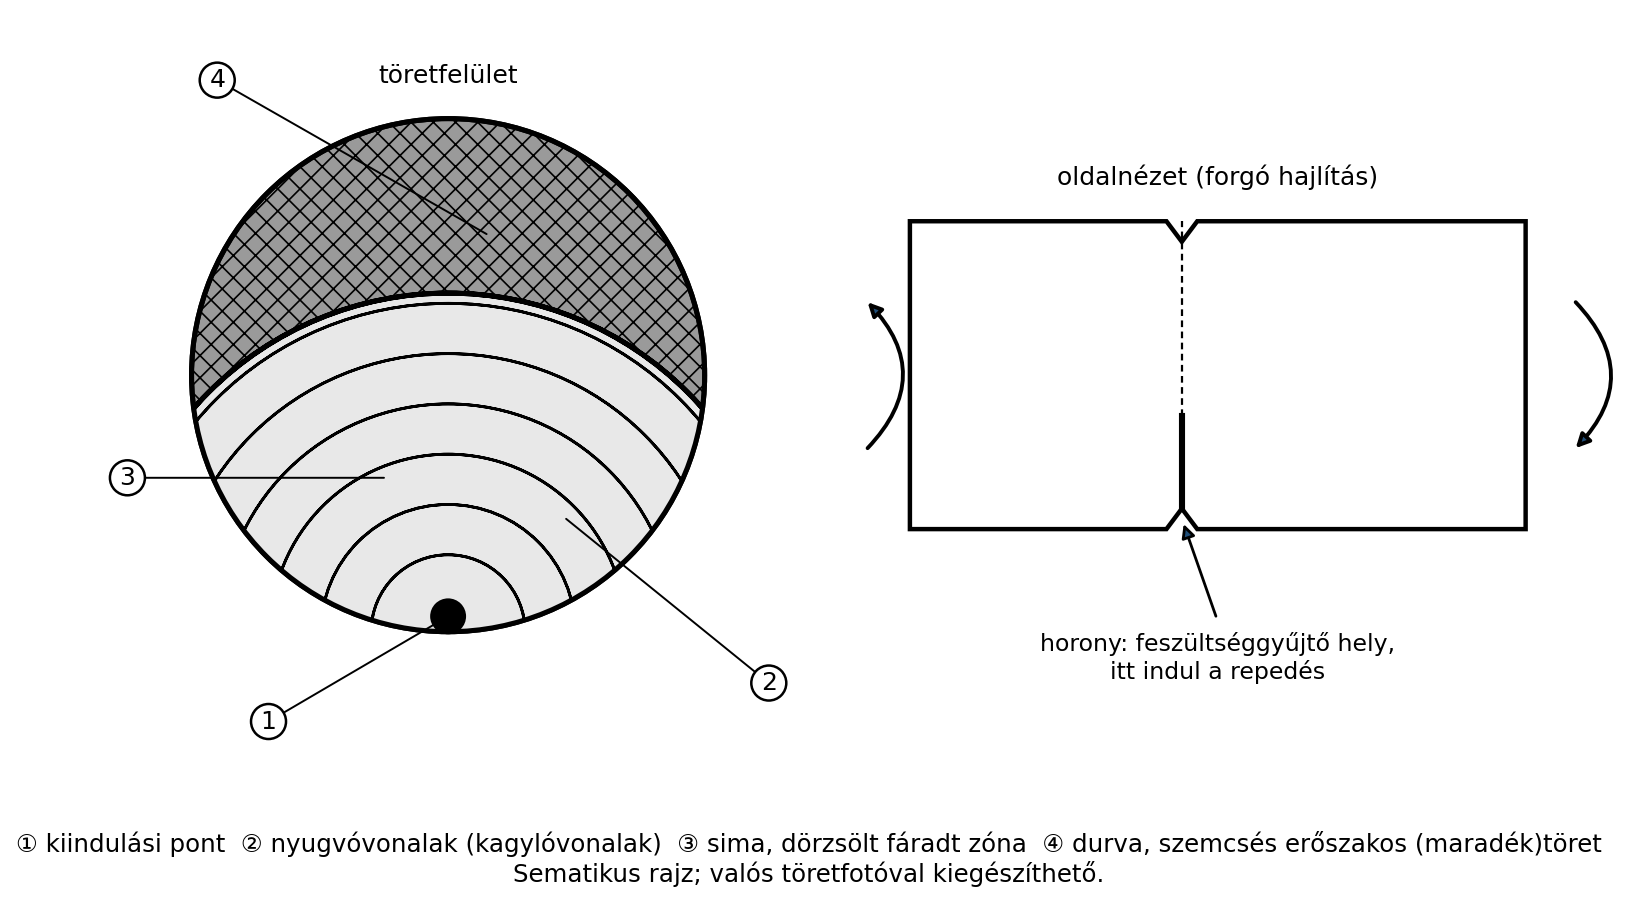 töretfelület
4
3
2
1
oldalnézet (forgó hajlítás)
horony: feszültséggyűjtő hely,
itt indul a repedés
① kiindulási pont  ② nyugvóvonalak (kagylóvonalak)  ③ sima, dörzsölt fáradt zóna  ④ durva, szemcsés erőszakos (maradék)töret
Sematikus rajz; valós töretfotóval kiegészíthető.